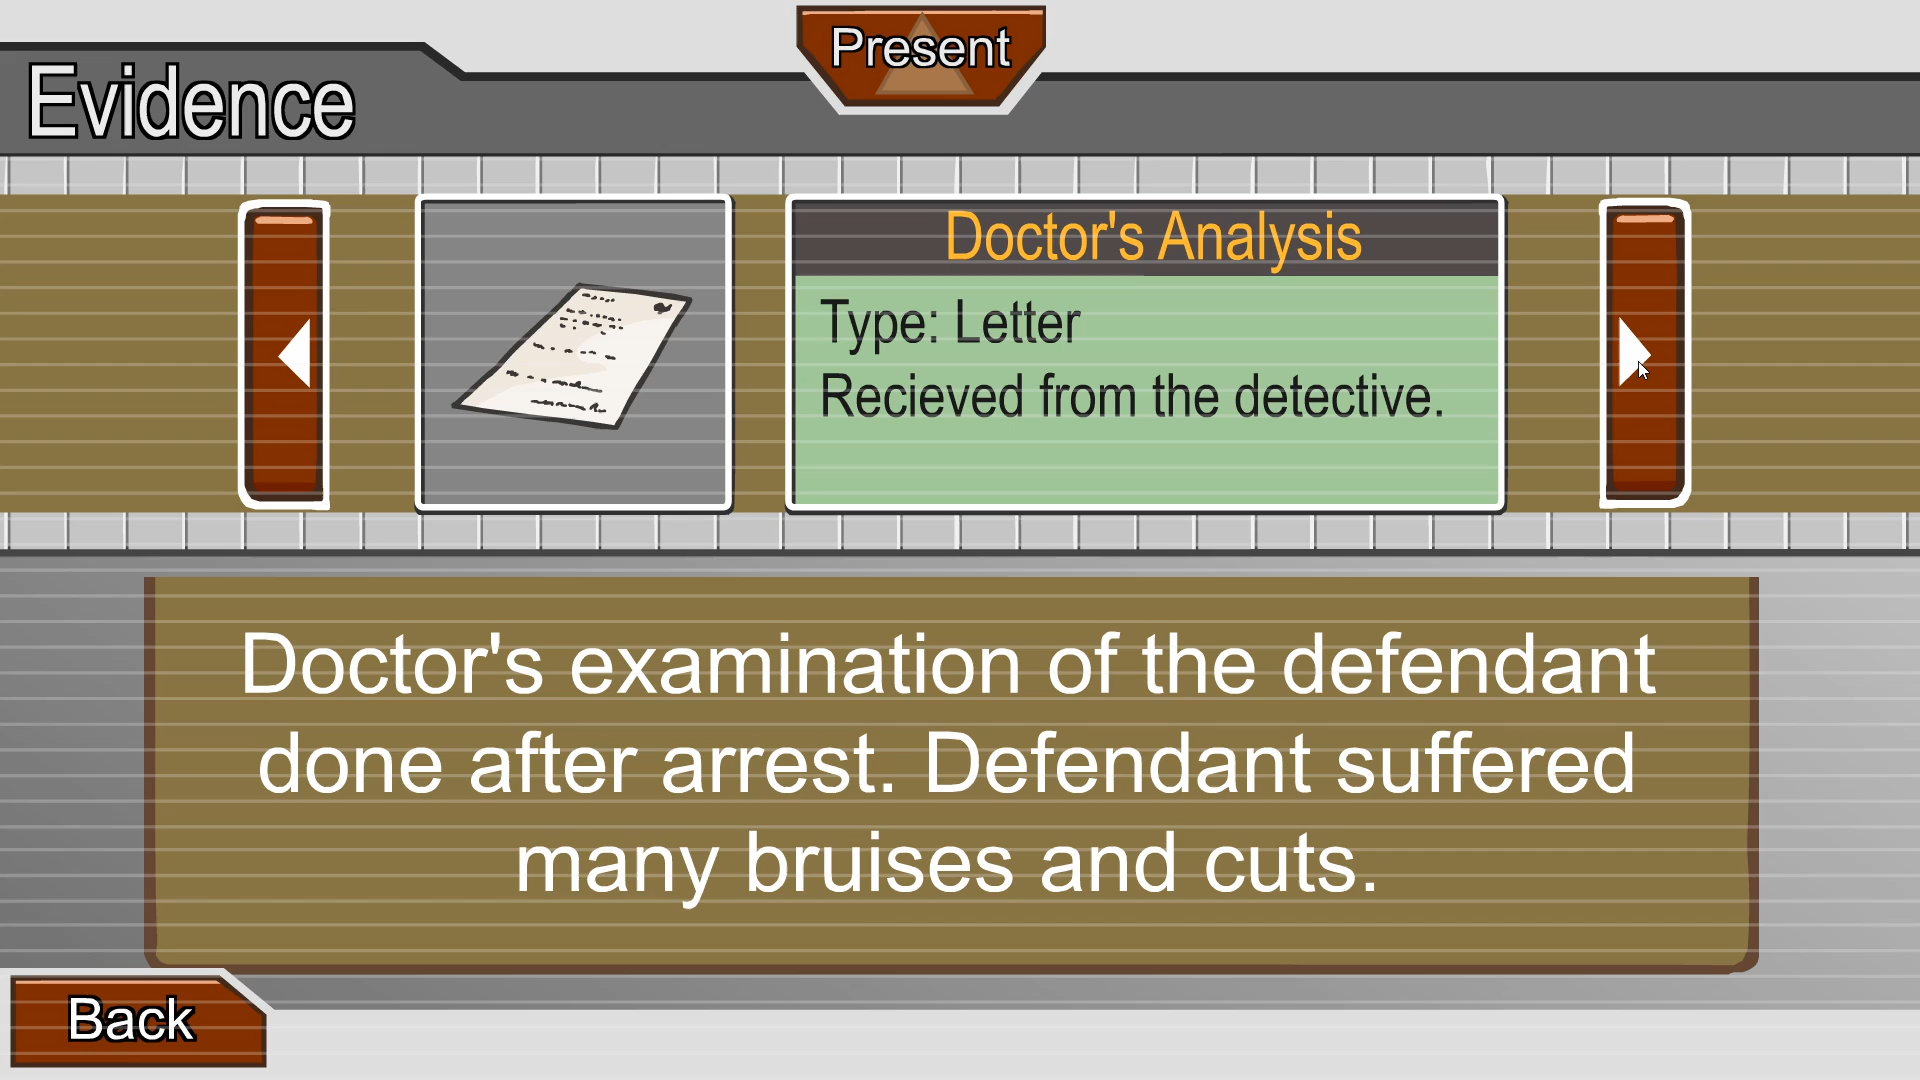 Present
Evidence
Doctor's Analysis
Type: Letter
Recieved from the detective.
Doctor's examination of the defendant
done after arrest. Defendant suffered
many bruises and cuts.
Back